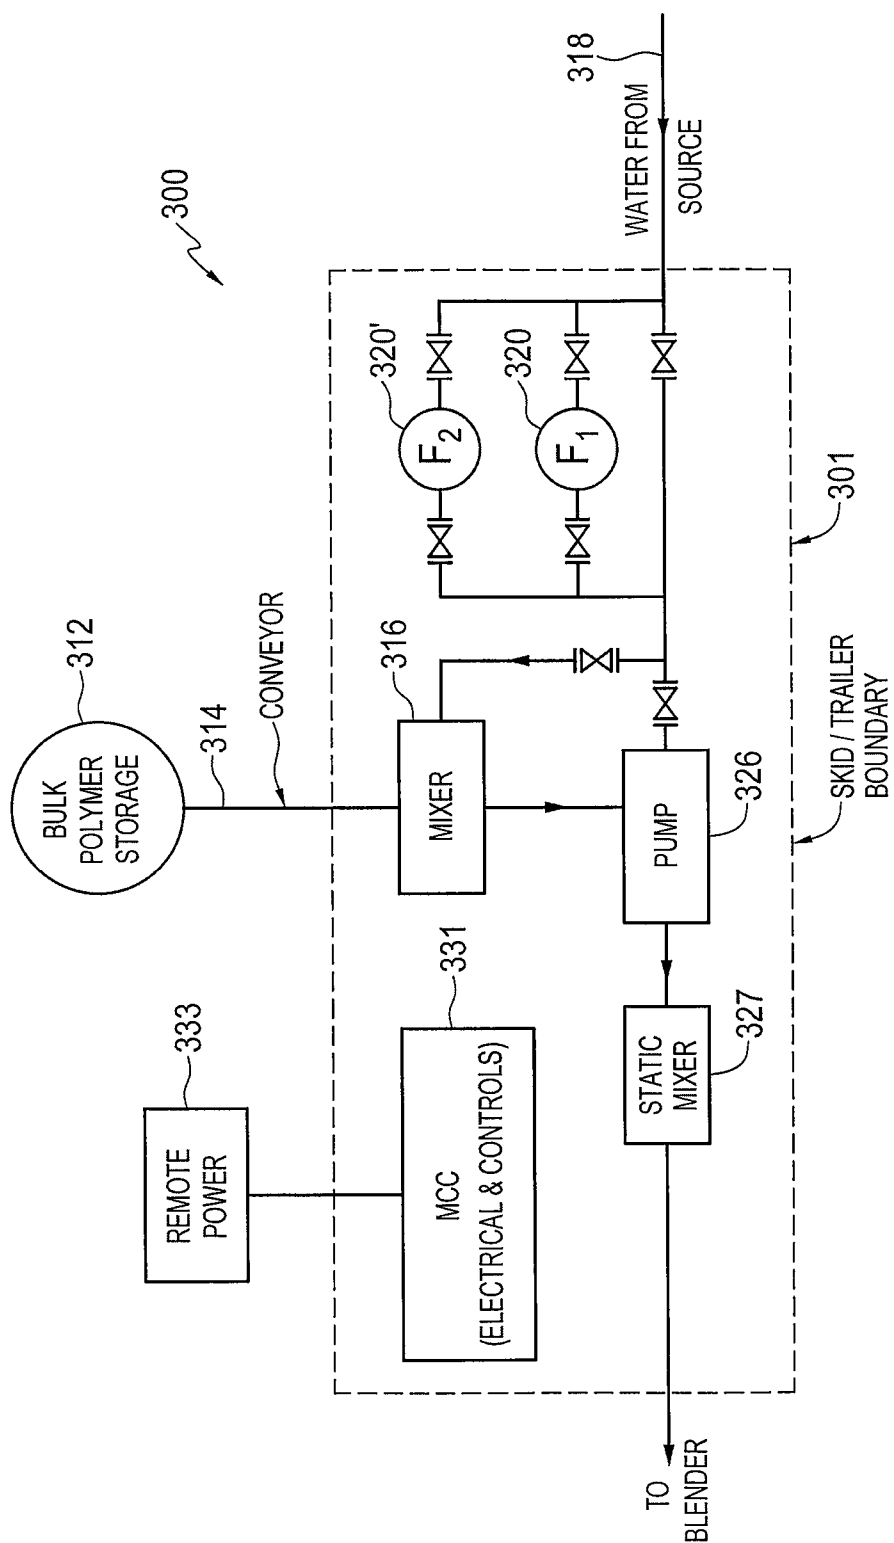 300
312
BULK
POLYMER
STORAGE
314
CONVEYOR
333
REMOTE
POWER
331
MCC
(ELECTRICAL & CONTROLS)
316
MIXER
320'
F2
320
F1
318
WATER FROM
SOURCE
326
PUMP
327
STATIC
MIXER
TO
BLENDER
301
SKID / TRAILER
BOUNDARY